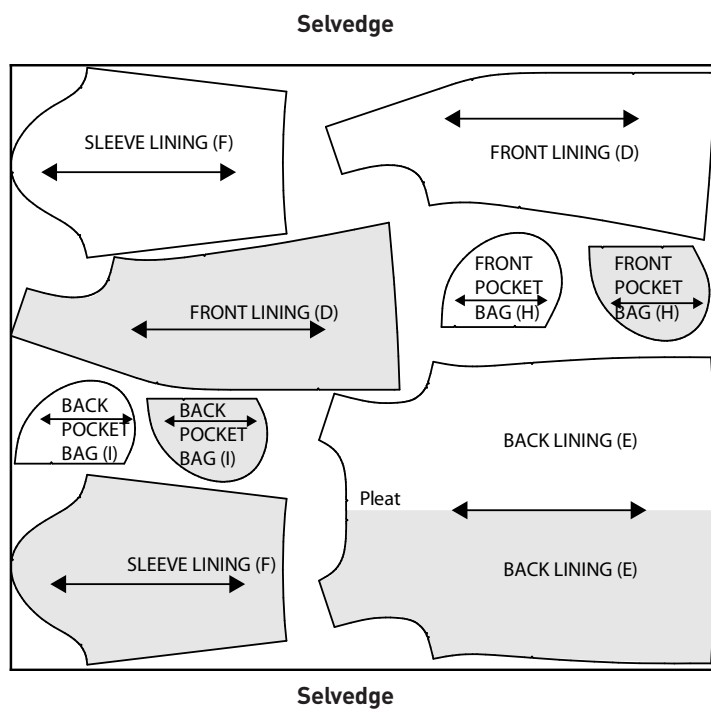 Selvedge
SLEEVE LINING (F)
FRONT LINING (D)
FRONT
POCKET
BAG (H)
FRONT
POCKET
BAG (H)
FRONT LINING (D)
BACK
POCKET
BAG (I)
BACK
POCKET
BAG (I)
BACK LINING (E)
Pleat
SLEEVE LINING (F)
BACK LINING (E)
Selvedge